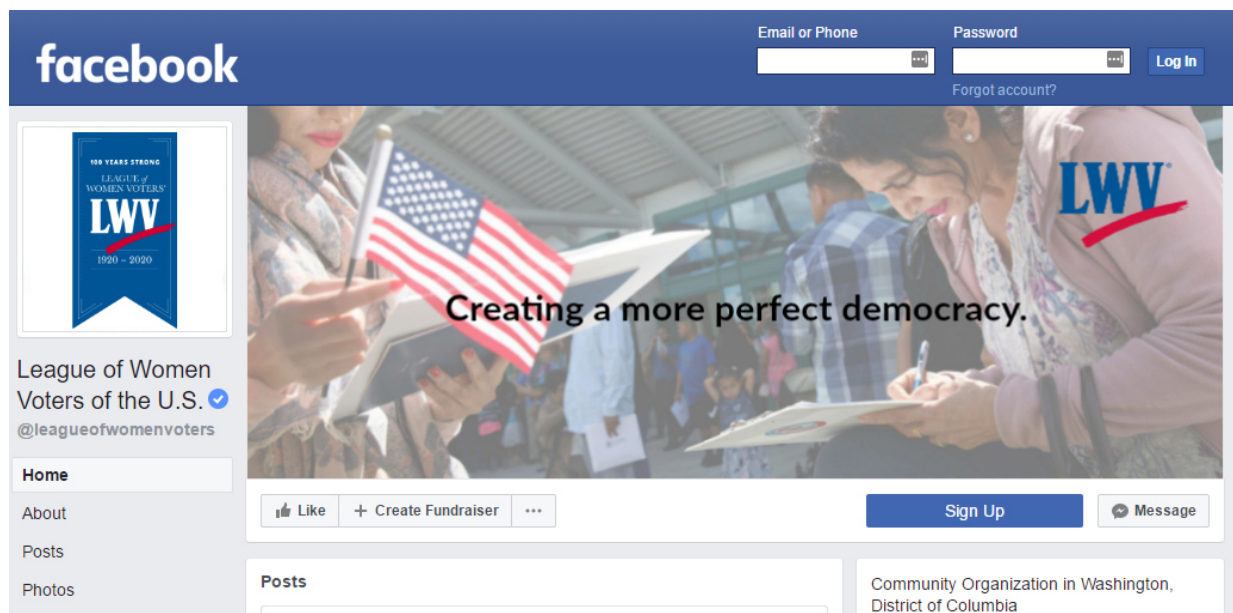 facebook
Email or Phone
Password
Log In
Forgot account?
100 YEARS STRONG
LEAGUE of
WOMEN VOTERS®
LWV
1920 – 2020
LWV®
Creating a more perfect democracy.
League of Women
Voters of the U.S.
@leagueofwomenvoters
Home
About
Posts
Photos
Like
+ Create Fundraiser
...
Sign Up
Message
Posts
Community Organization in Washington,
District of Columbia